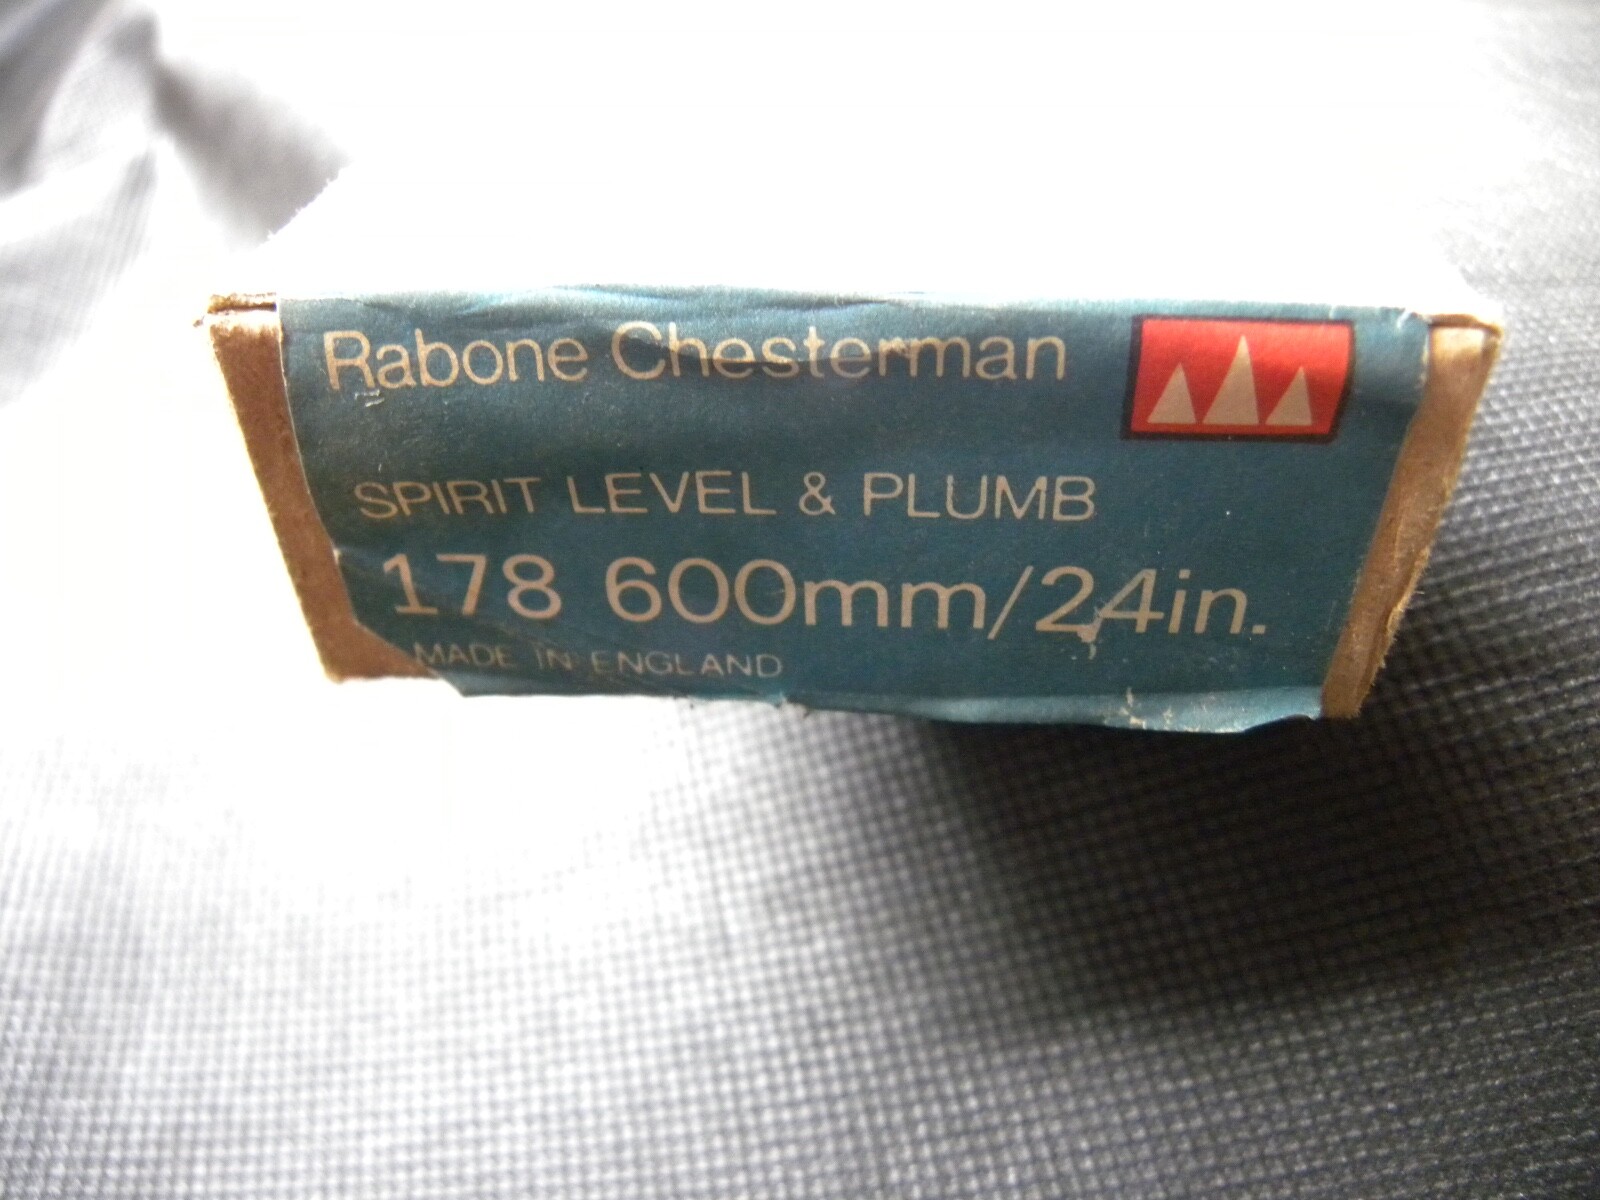 Rabone Chesterman
SPIRIT LEVEL & PLUMB
178 600mm/24in.
MADE IN ENGLAND